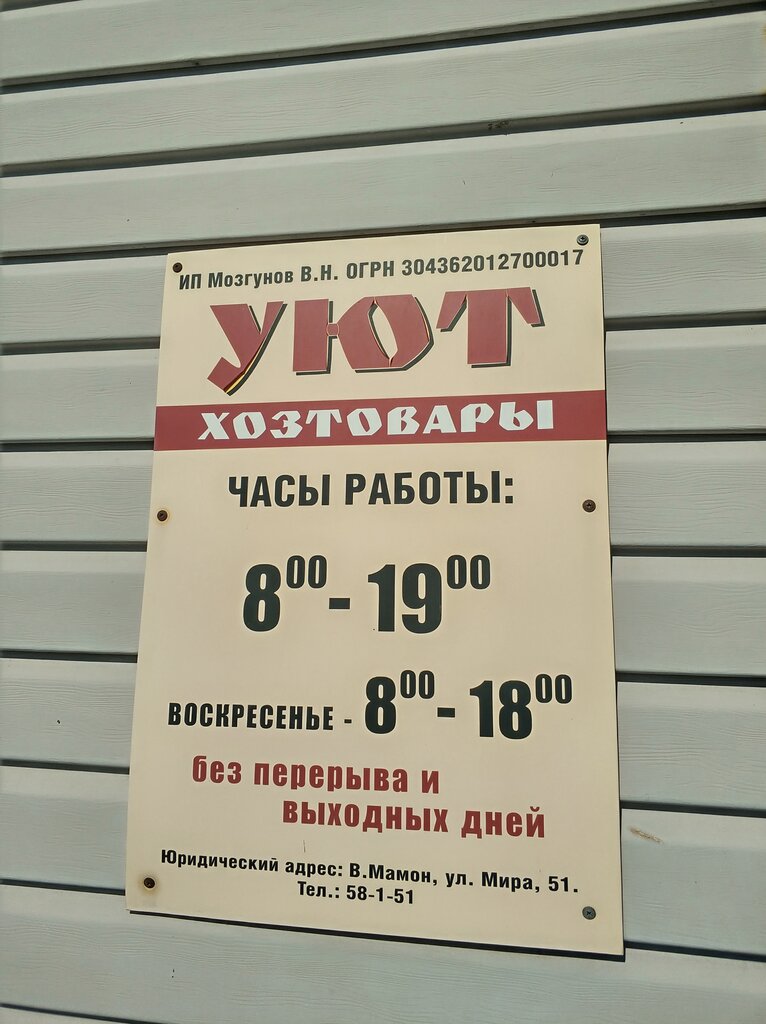 ИП Мозгунов В.Н. ОГРН 304362012700017
УЮТ
ХОЗТОВАРЫ
ЧАСЫ РАБОТЫ:
8⁰⁰- 19⁰⁰
ВОСКРЕСЕНЬЕ - 8⁰⁰- 18⁰⁰
без перерыва и
выходных дней
Юридический адрес: В.Мамон, ул. Мира, 51.
Тел.: 58-1-51